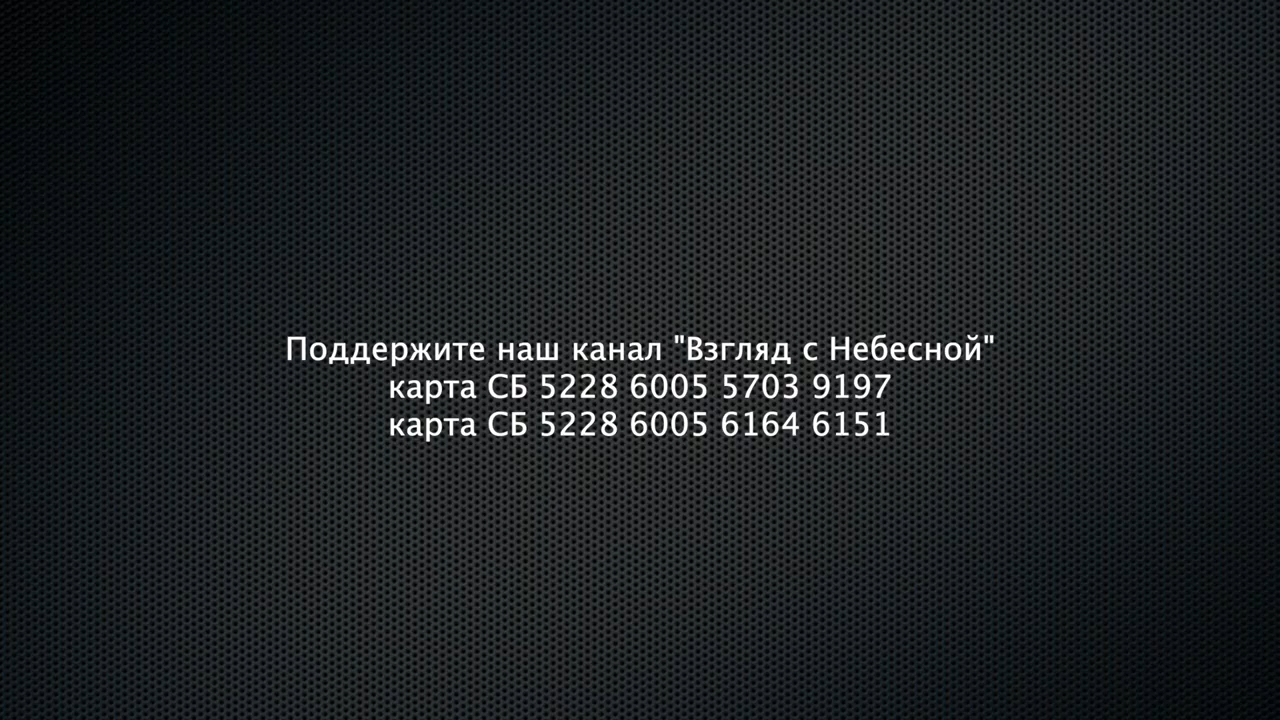 Поддержите наш канал "Взгляд с Небесной"
карта СБ 5228 6005 5703 9197
карта СБ 5228 6005 6164 6151